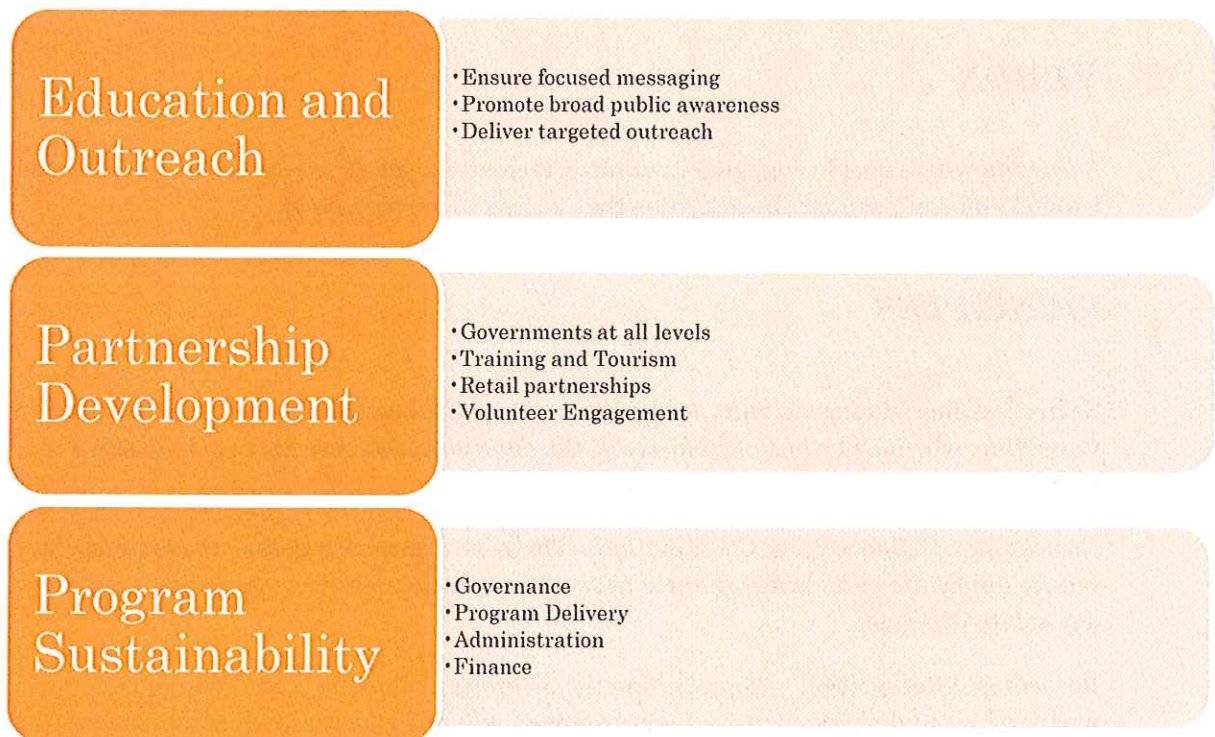 Education and
Outreach
•Ensure focused messaging
•Promote broad public awareness
•Deliver targeted outreach
Partnership
Development
•Governments at all levels
•Training and Tourism
•Retail partnerships
•Volunteer Engagement
Program
Sustainability
•Governance
•Program Delivery
•Administration
•Finance